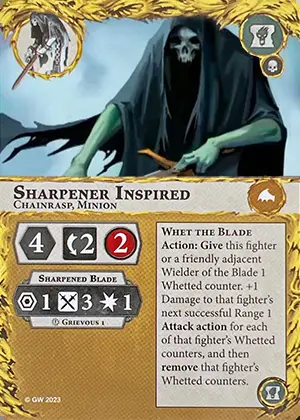 Sharpener Inspired
Chainrasp, Minion
4 2 2
Sharpened Blade
1 3 1
Grievous 1
Whet the Blade
Action: Give this fighter
or a friendly adjacent
Wielder of the Blade 1
Whetted counter. +1
Damage to that fighter's
next successful Range 1
Attack action for each
of that fighter's Whetted
counters, and then
remove that fighter's
Whetted counters.
© GW 2023